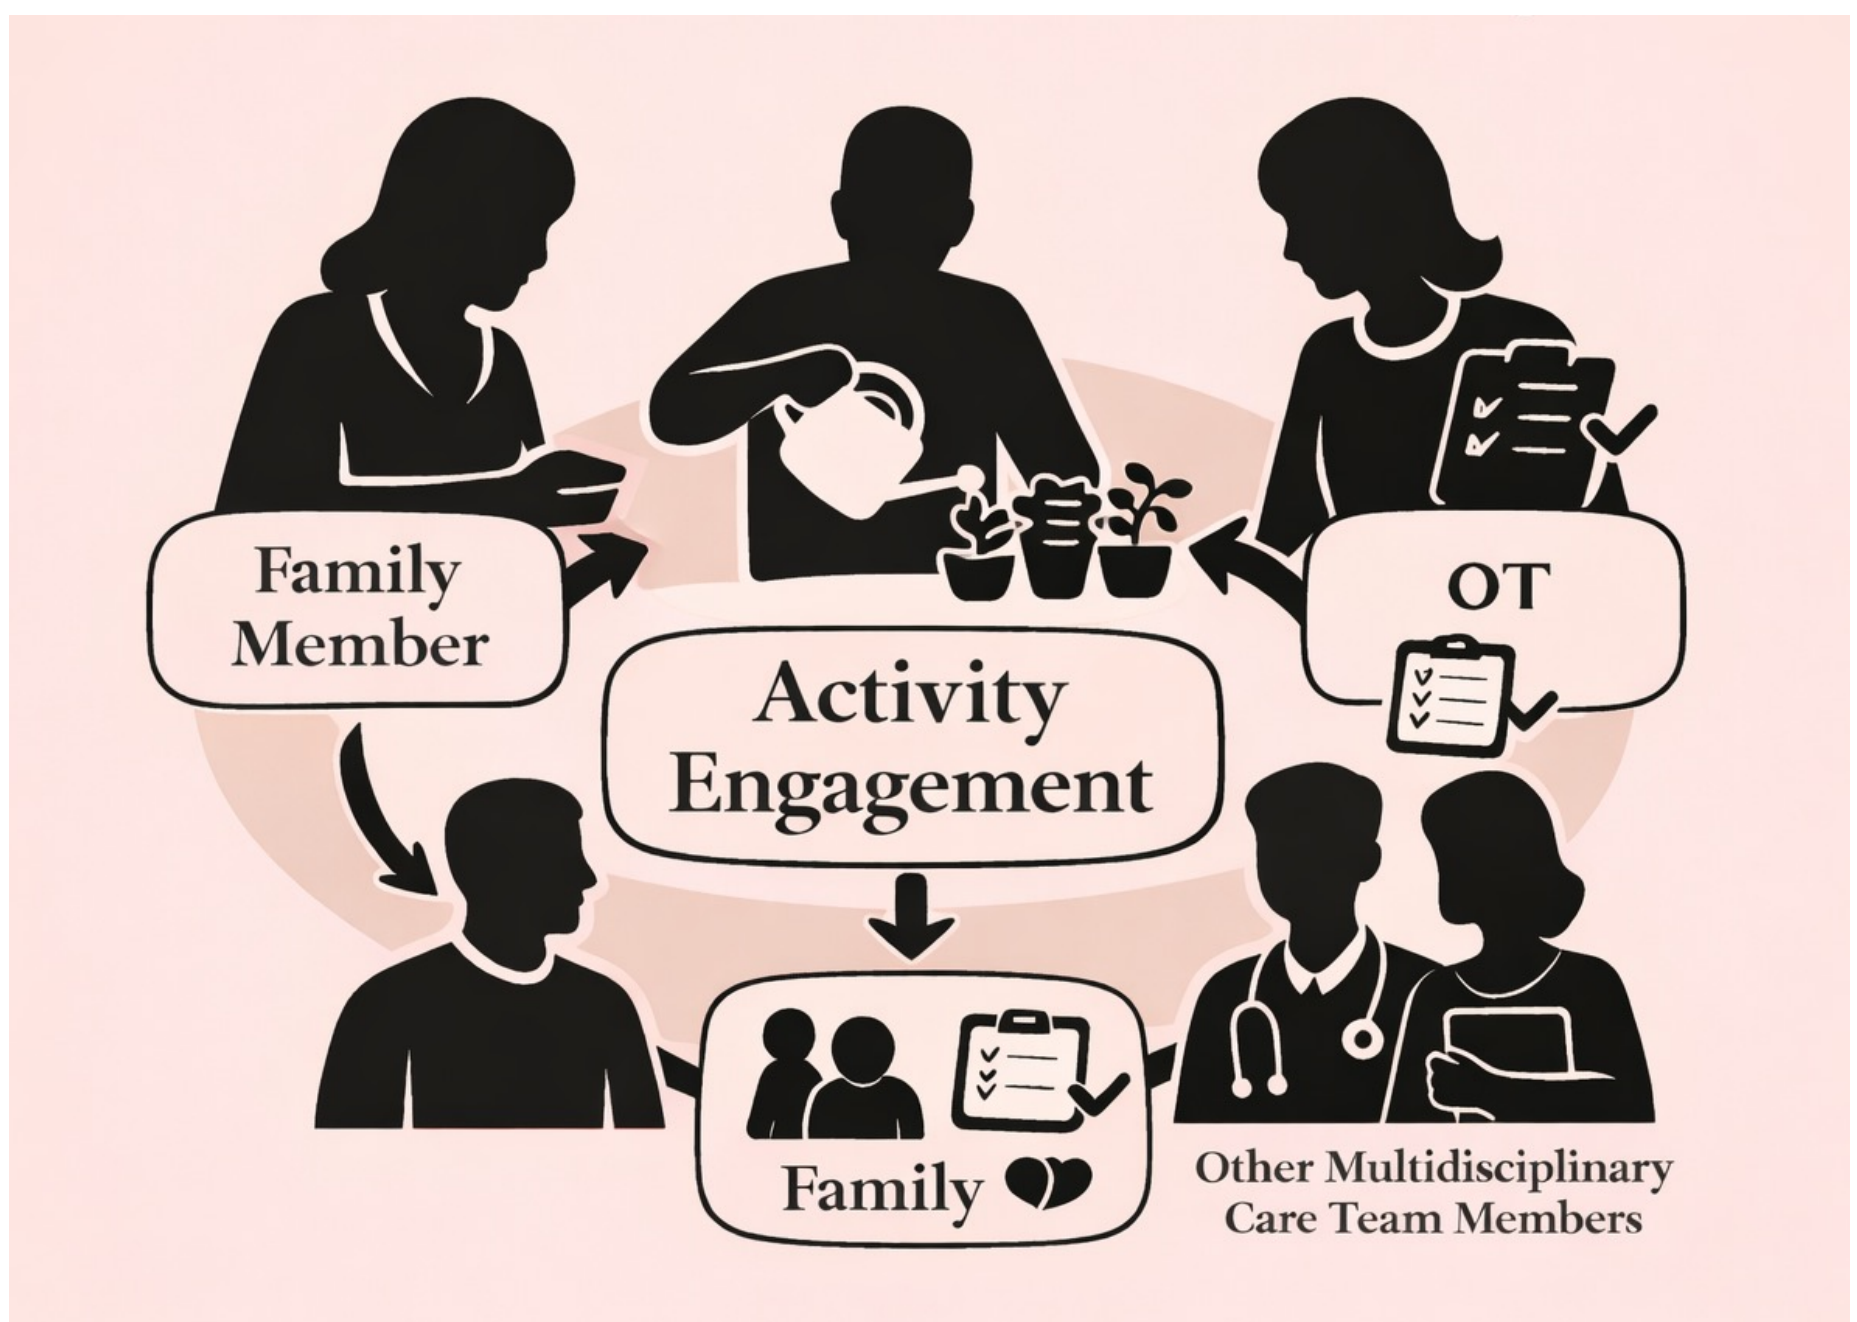 Family
Member
OT
Activity
Engagement
Family
Other Multidisciplinary
Care Team Members